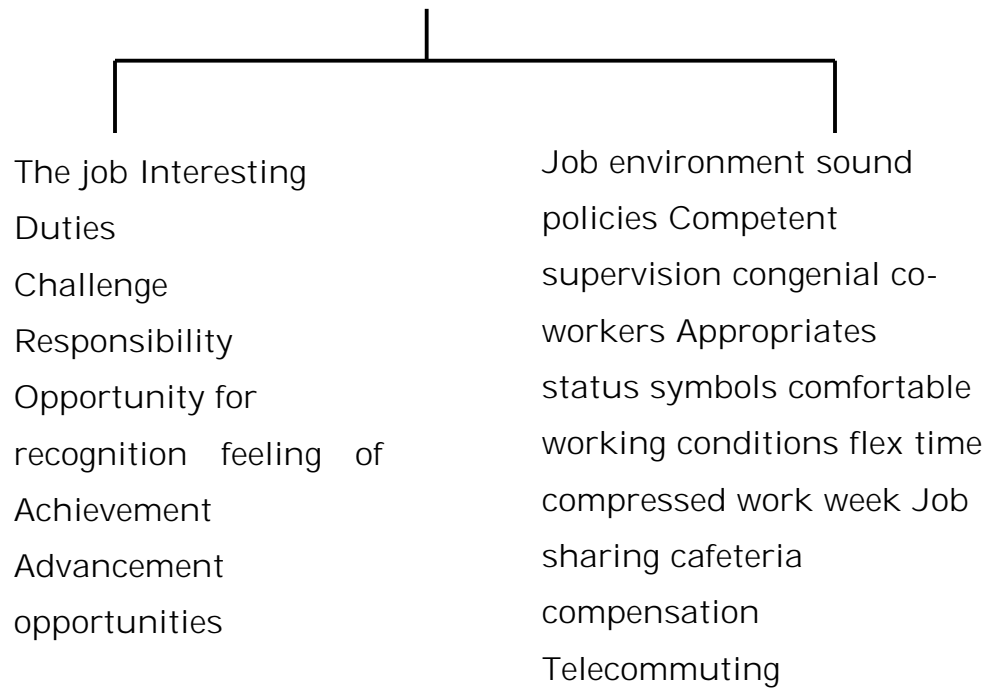 The job Interesting
Duties
Challenge
Responsibility
Opportunity for
recognition feeling of
Achievement
Advancement
opportunities
Job environment sound
policies Competent
supervision congenial co-
workers Appropriates
status symbols comfortable
working conditions flex time
compressed work week Job
sharing cafeteria
compensation
Telecommuting